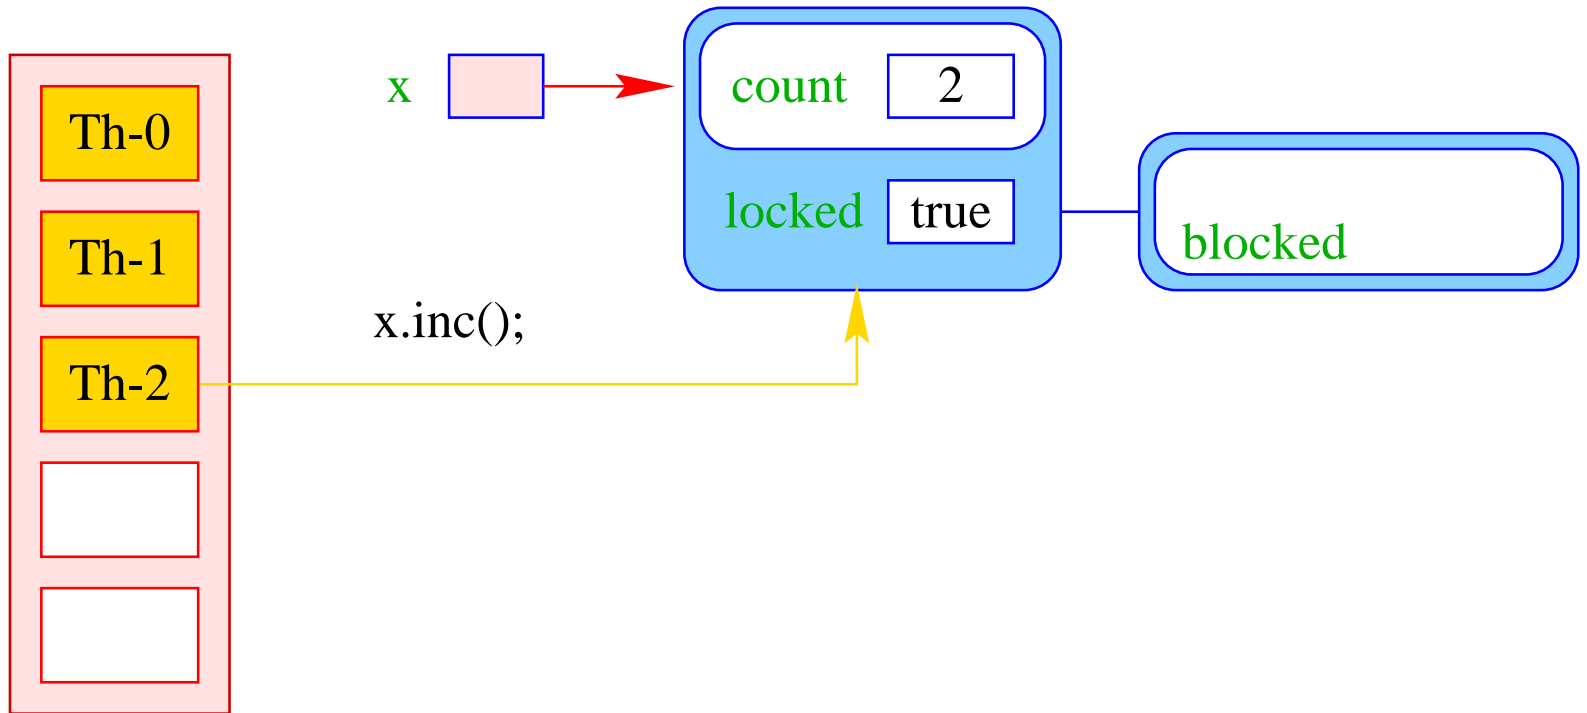 x
count
2
Th-0
locked
true
blocked
Th-1
x.inc();
Th-2